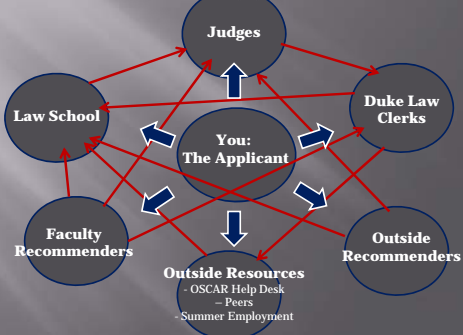 Judges
Law School
Duke Law
Clerks
You:
The Applicant
Faculty
Recommenders
Outside
Recommenders
Outside Resources
- OSCAR Help Desk
– Peers
- Summer Employment